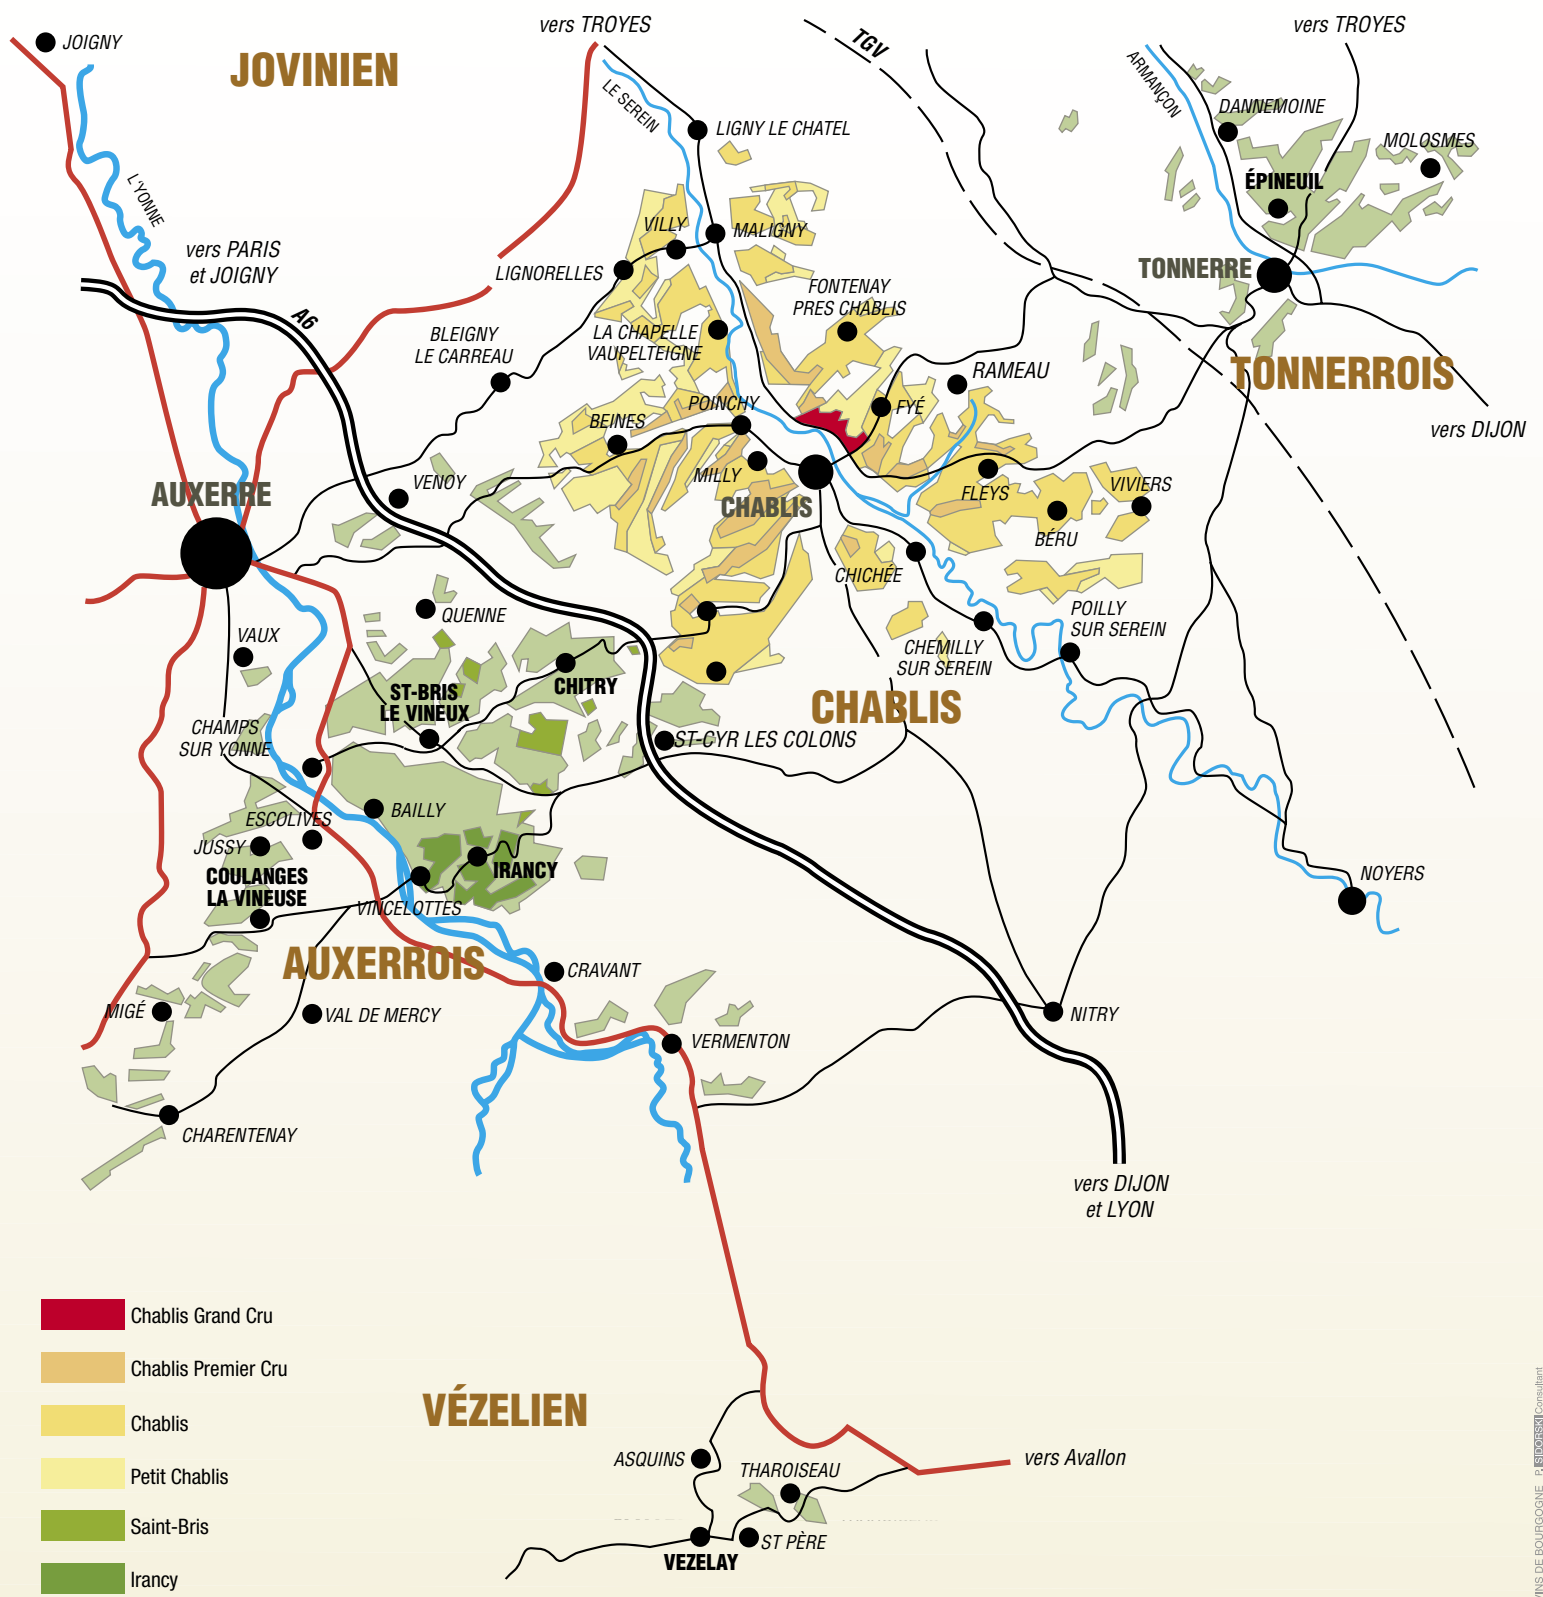 vers TROYES
vers TROYES
TGV
JOIGNY
JOVINIEN
LE SEREIN
ARMANÇON
DANNEMOINE
LIGNY LE CHATEL
MOLOSMES
ÉPINEUIL
L'YONNE
VILLY
MALIGNY
vers PARIS
et JOIGNY
LIGNORELLES
TONNERRE
FONTENAY
PRES CHABLIS
A6
BLEIGNY
LE CARREAU
LA CHAPELLE
VAUPELTEIGNE
RAMEAU
TONNERROIS
POINCHY
FYÉ
BEINES
vers DIJON
MILLY
VENOY
AUXERRE
FLEYS
VIVIERS
CHABLIS
BÉRU
CHICHÉE
QUENNE
POILLY
SUR SEREIN
VAUX
CHEMILLY
SUR SEREIN
CHITRY
ST-BRIS
LE VINEUX
CHABLIS
CHAMPS
SUR YONNE
ST-CYR LES COLONS
BAILLY
ESCOLIVES
JUSSY
IRANCY
COULANGES
LA VINEUSE
NOYERS
VINCELOTTES
AUXERROIS
CRAVANT
MIGÉ
VAL DE MERCY
NITRY
VERMENTON
CHARENTENAY
vers DIJON
et LYON
Chablis Grand Cru
Chablis Premier Cru
Chablis
Petit Chablis
Saint-Bris
Irancy
VÉZELIEN
ASQUINS
THAROISEAU
vers Avallon
ST PÈRE
VEZELAY
VINS DE BOURGOGNE P. SIDORSKI Consultant